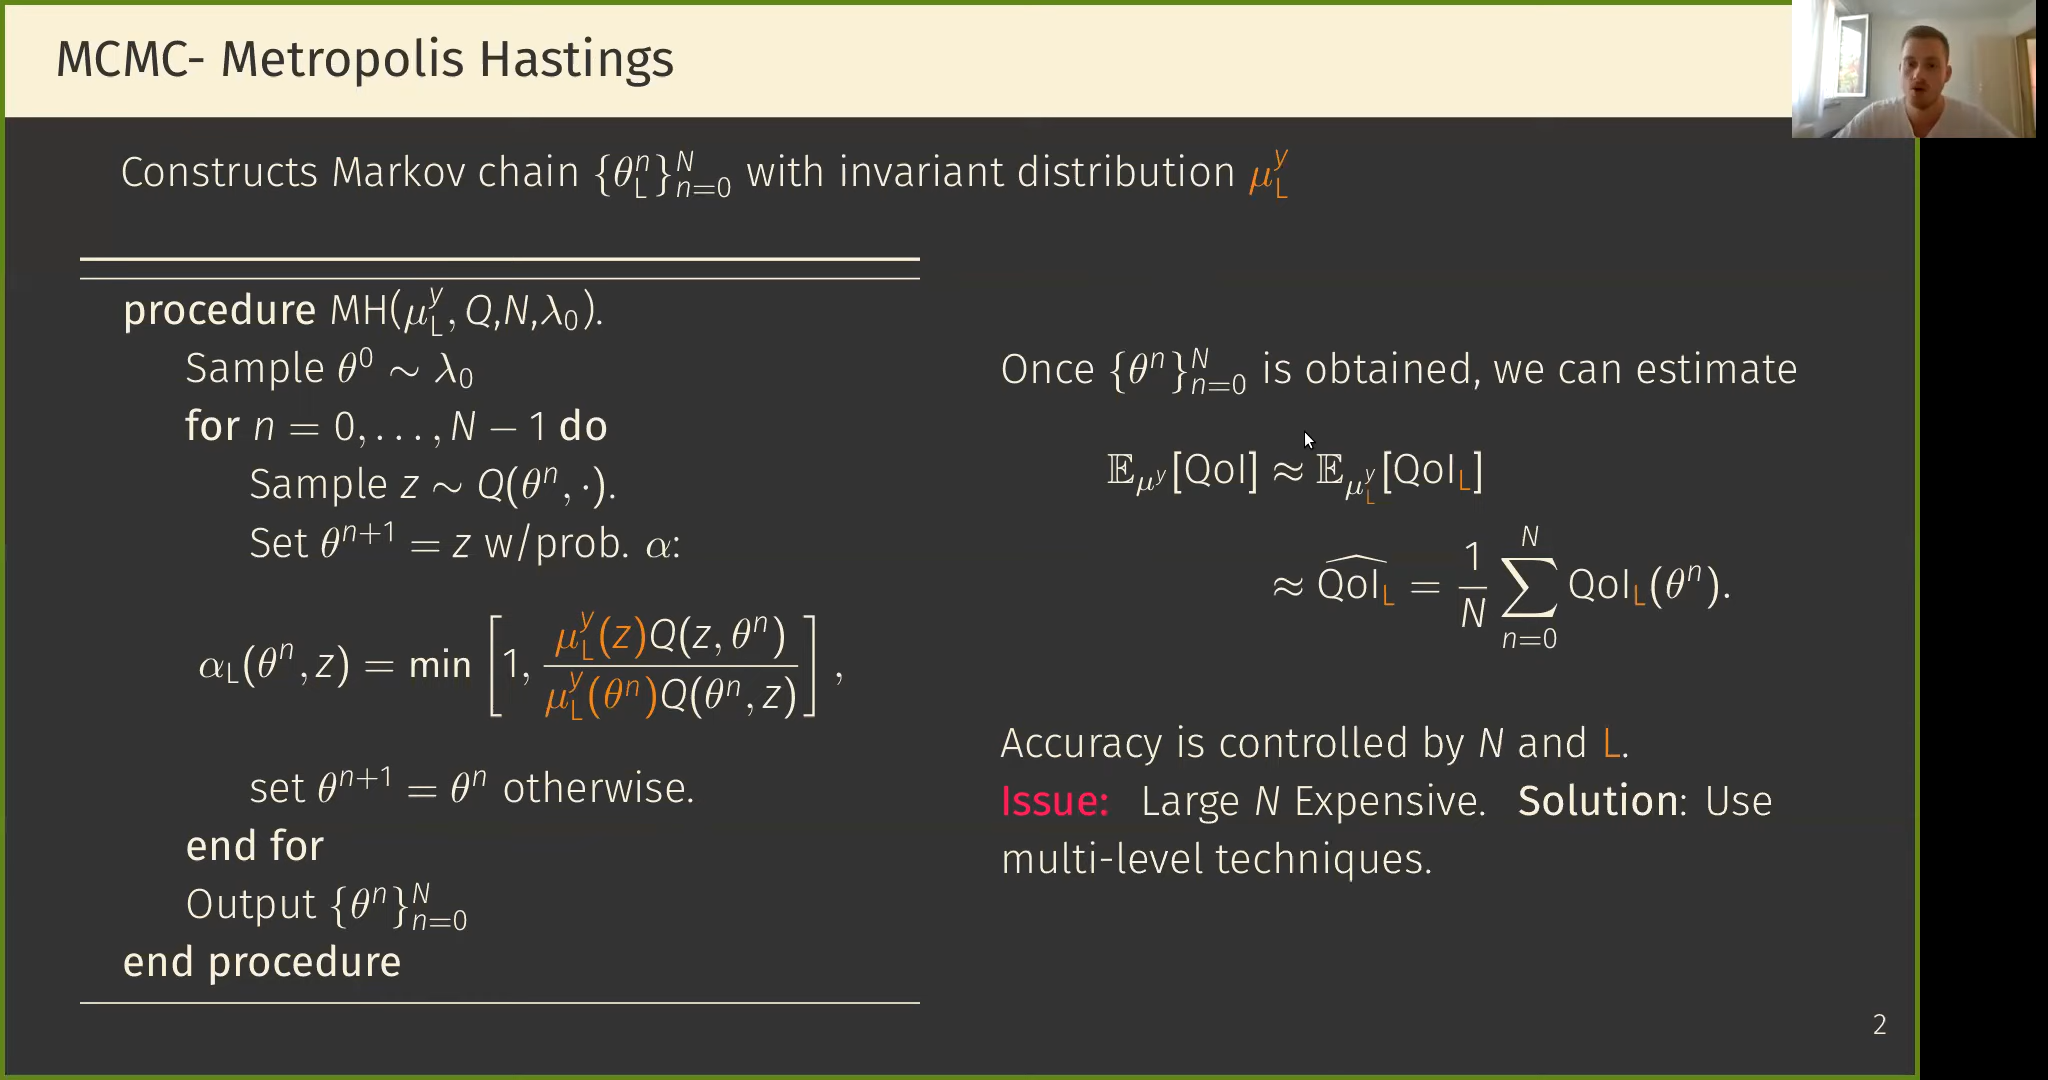 MCMC- Metropolis Hastings
Constructs Markov chain {θ_L^n}_{n=0}^N with invariant distribution μ_L^y
procedure MH(μ_L^y, Q,N,λ_0).
Sample θ^0 ∼ λ_0
for n = 0, . . . , N − 1 do
Sample z ∼ Q(θ^n, ·).
Set θ^{n+1} = z w/prob. α:
α_L(θ^n, z) = min [1, μ_L^y(z)Q(z, θ^n) / μ_L^y(θ^n)Q(θ^n, z)] ,
set θ^{n+1} = θ^n otherwise.
end for
Output {θ^n}_{n=0}^N
end procedure
Once {θ^n}_{n=0}^N is obtained, we can estimate
𝔼_{μ^y}[QoI] ≈ 𝔼_{μ_L^y}[QoI_L]
≈ \widehat{QoI_L} = 1/N ∑_{n=0}^N QoI_L(θ^n).
Accuracy is controlled by N and L.
Issue: Large N Expensive. Solution: Use
multi-level techniques.
2